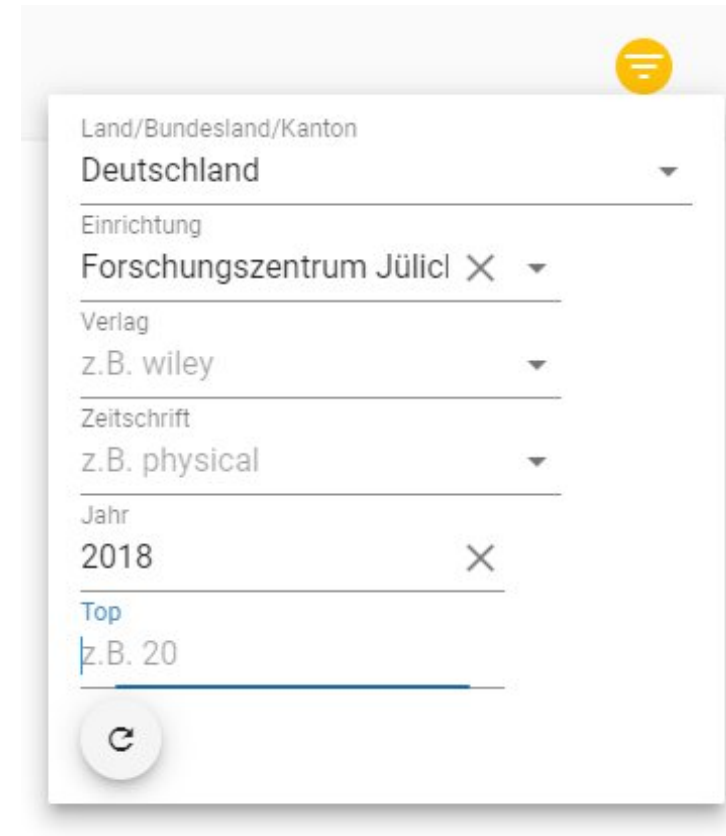 Land/Bundesland/Kanton
Deutschland
Einrichtung
Forschungszentrum Jülicl
Verlag
z.B. wiley
Zeitschrift
z.B. physical
Jahr
2018
Top
z.B. 20